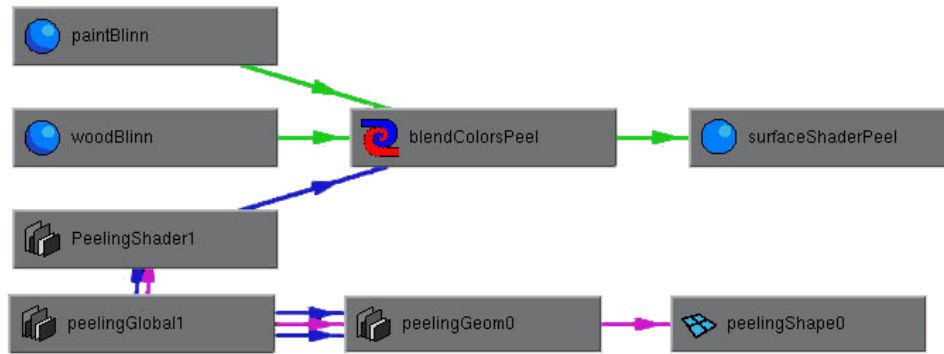 paintBlinn
woodBlinn
blendColorsPeel
surfaceShaderPeel
PeelingShader1
peelingGlobal1
peelingGeom0
peelingShape0